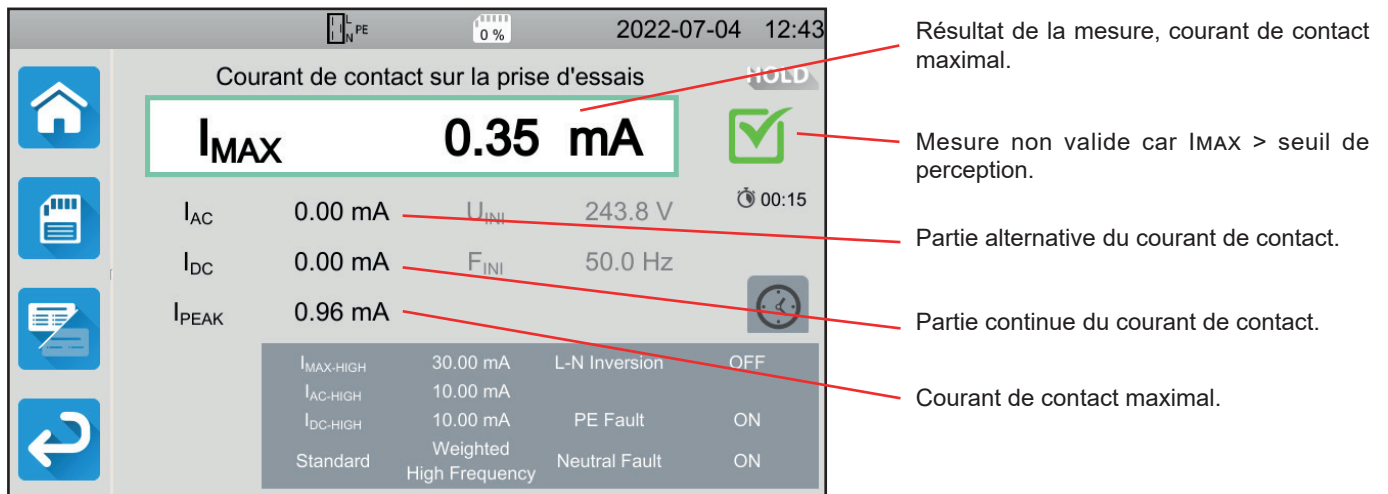 L
N PE
0 %
2022-07-04 12:43
Courant de contact sur la prise d'essais
HOLD
IMAX 0.35 mA
00:15
IAC 0.00 mA UINI 243.8 V
IDC 0.00 mA FINI 50.0 Hz
IPEAK 0.96 mA
IMAX-HIGH 30.00 mA L-N Inversion OFF
IAC-HIGH 10.00 mA
IDC-HIGH 10.00 mA PE Fault ON
Standard Weighted High Frequency Neutral Fault ON
Résultat de la mesure, courant de contact
maximal.
Mesure non valide car IMAX > seuil de
perception.
Partie alternative du courant de contact.
Partie continue du courant de contact.
Courant de contact maximal.